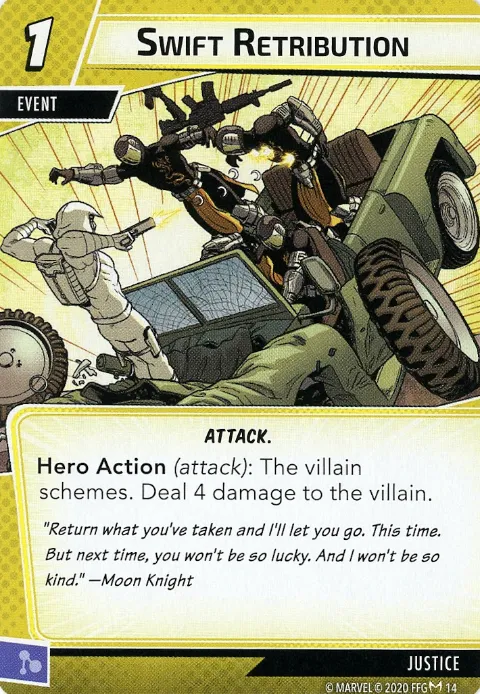 1
SWIFT RETRIBUTION
EVENT
ATTACK.
Hero Action (attack): The villain
schemes. Deal 4 damage to the villain.
"Return what you've taken and I'll let you go. This time.
But next time, you won't be so lucky. And I won't be so
kind." —Moon Knight
JUSTICE
© MARVEL © 2020 FFG 14